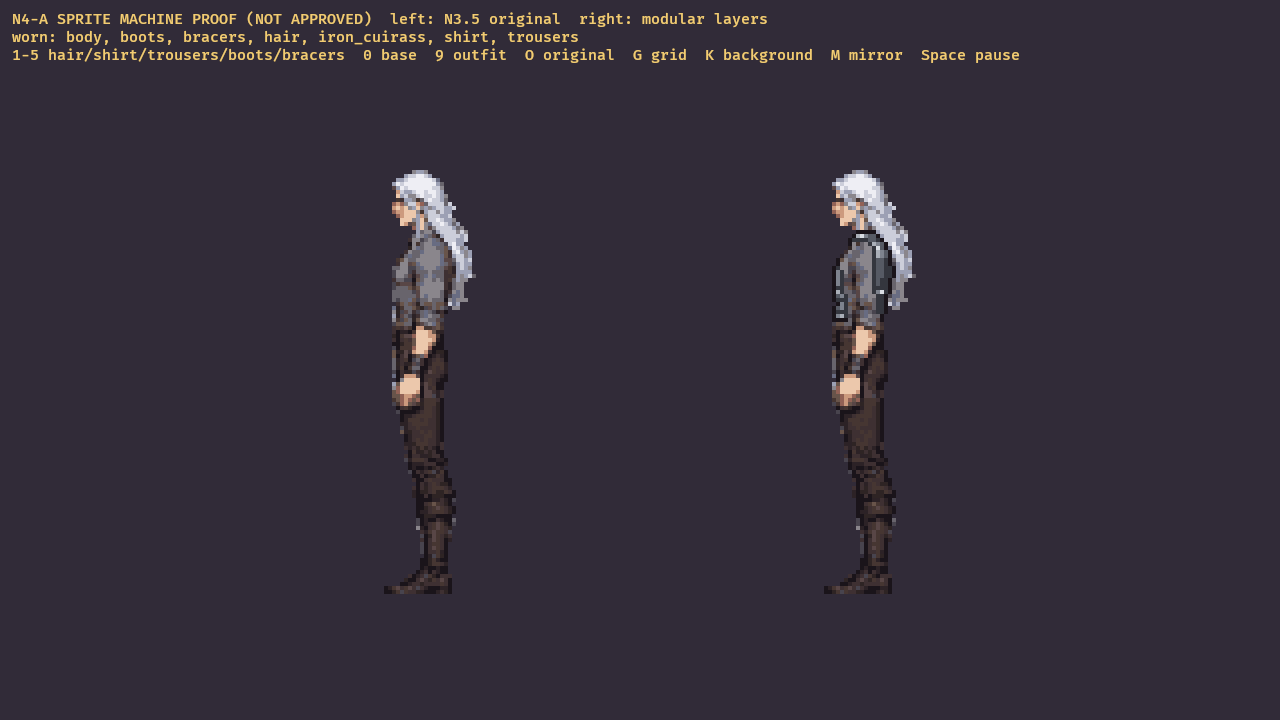 N4-A SPRITE MACHINE PROOF (NOT APPROVED)  left: N3.5 original  right: modular layers
worn: body, boots, bracers, hair, iron_cuirass, shirt, trousers
1-5 hair/shirt/trousers/boots/bracers  0 base  9 outfit  O original  G grid  K background  M mirror  Space pause